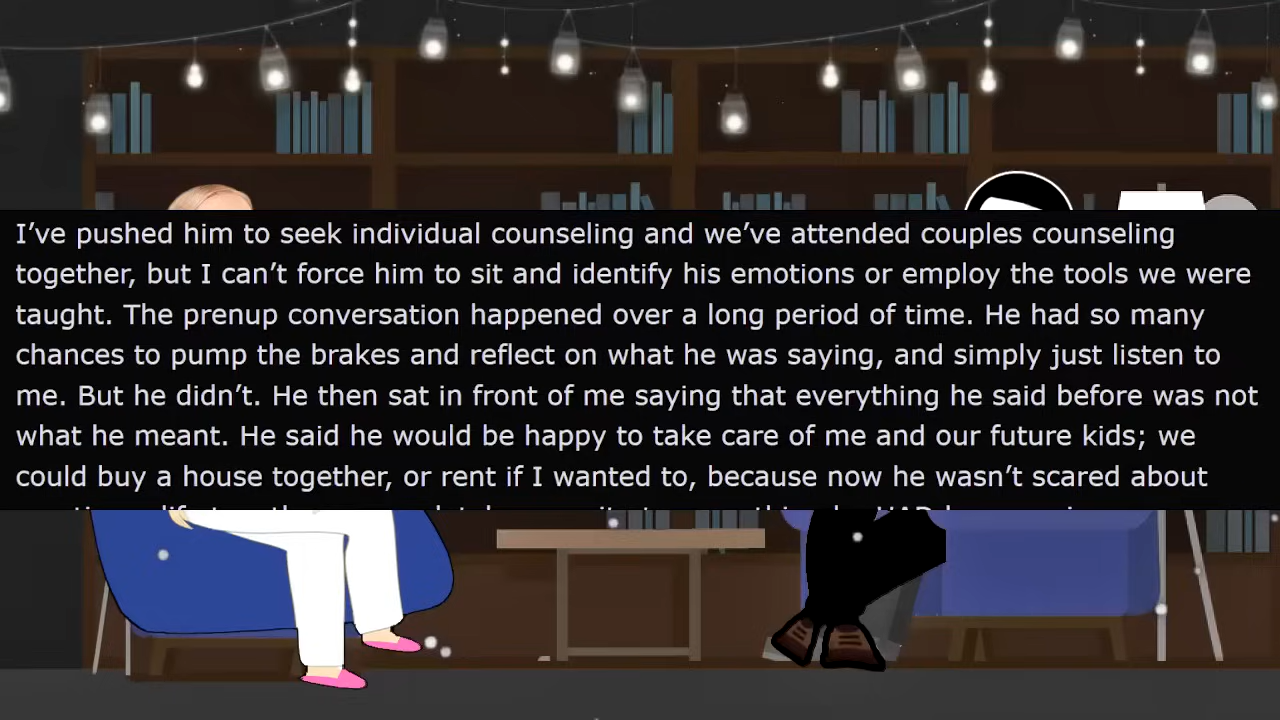 I’ve pushed him to seek individual counseling and we’ve attended couples counseling
together, but I can’t force him to sit and identify his emotions or employ the tools we were
taught. The prenup conversation happened over a long period of time. He had so many
chances to pump the brakes and reflect on what he was saying, and simply just listen to
me. But he didn’t. He then sat in front of me saying that everything he said before was not
what he meant. He said he would be happy to take care of me and our future kids; we
could buy a house together, or rent if I wanted to, because now he wasn’t scared about